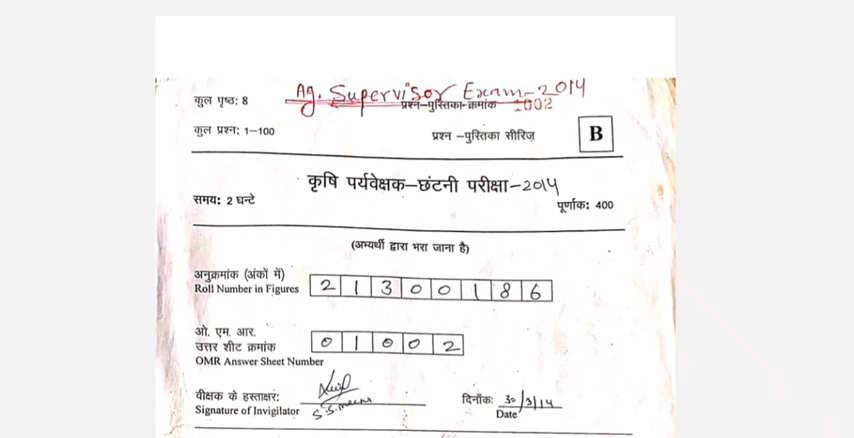 Ag. Supervisor Exam-2014
कुल पृष्ठ: 8
प्रश्न-पुस्तिका-क्रमांक 1002
कुल प्रश्न: 1–100
प्रश्न –पुस्तिका सीरिज़ B
कृषि पर्यवेक्षक–छंटनी परीक्षा-2014
समय: 2 घन्टे
पूर्णांक: 400
(अभ्यर्थी द्वारा भरा जाना है)
अनुक्रमांक (अंकों में)
Roll Number in Figures 2 1 3 0 0 1 8 6
ओ. एम. आर.
उत्तर शीट क्रमांक 0 1 0 0 2
OMR Answer Sheet Number
वीक्षक के हस्ताक्षर:
Signature of Invigilator
दिनाँक: 30/3/14
Date